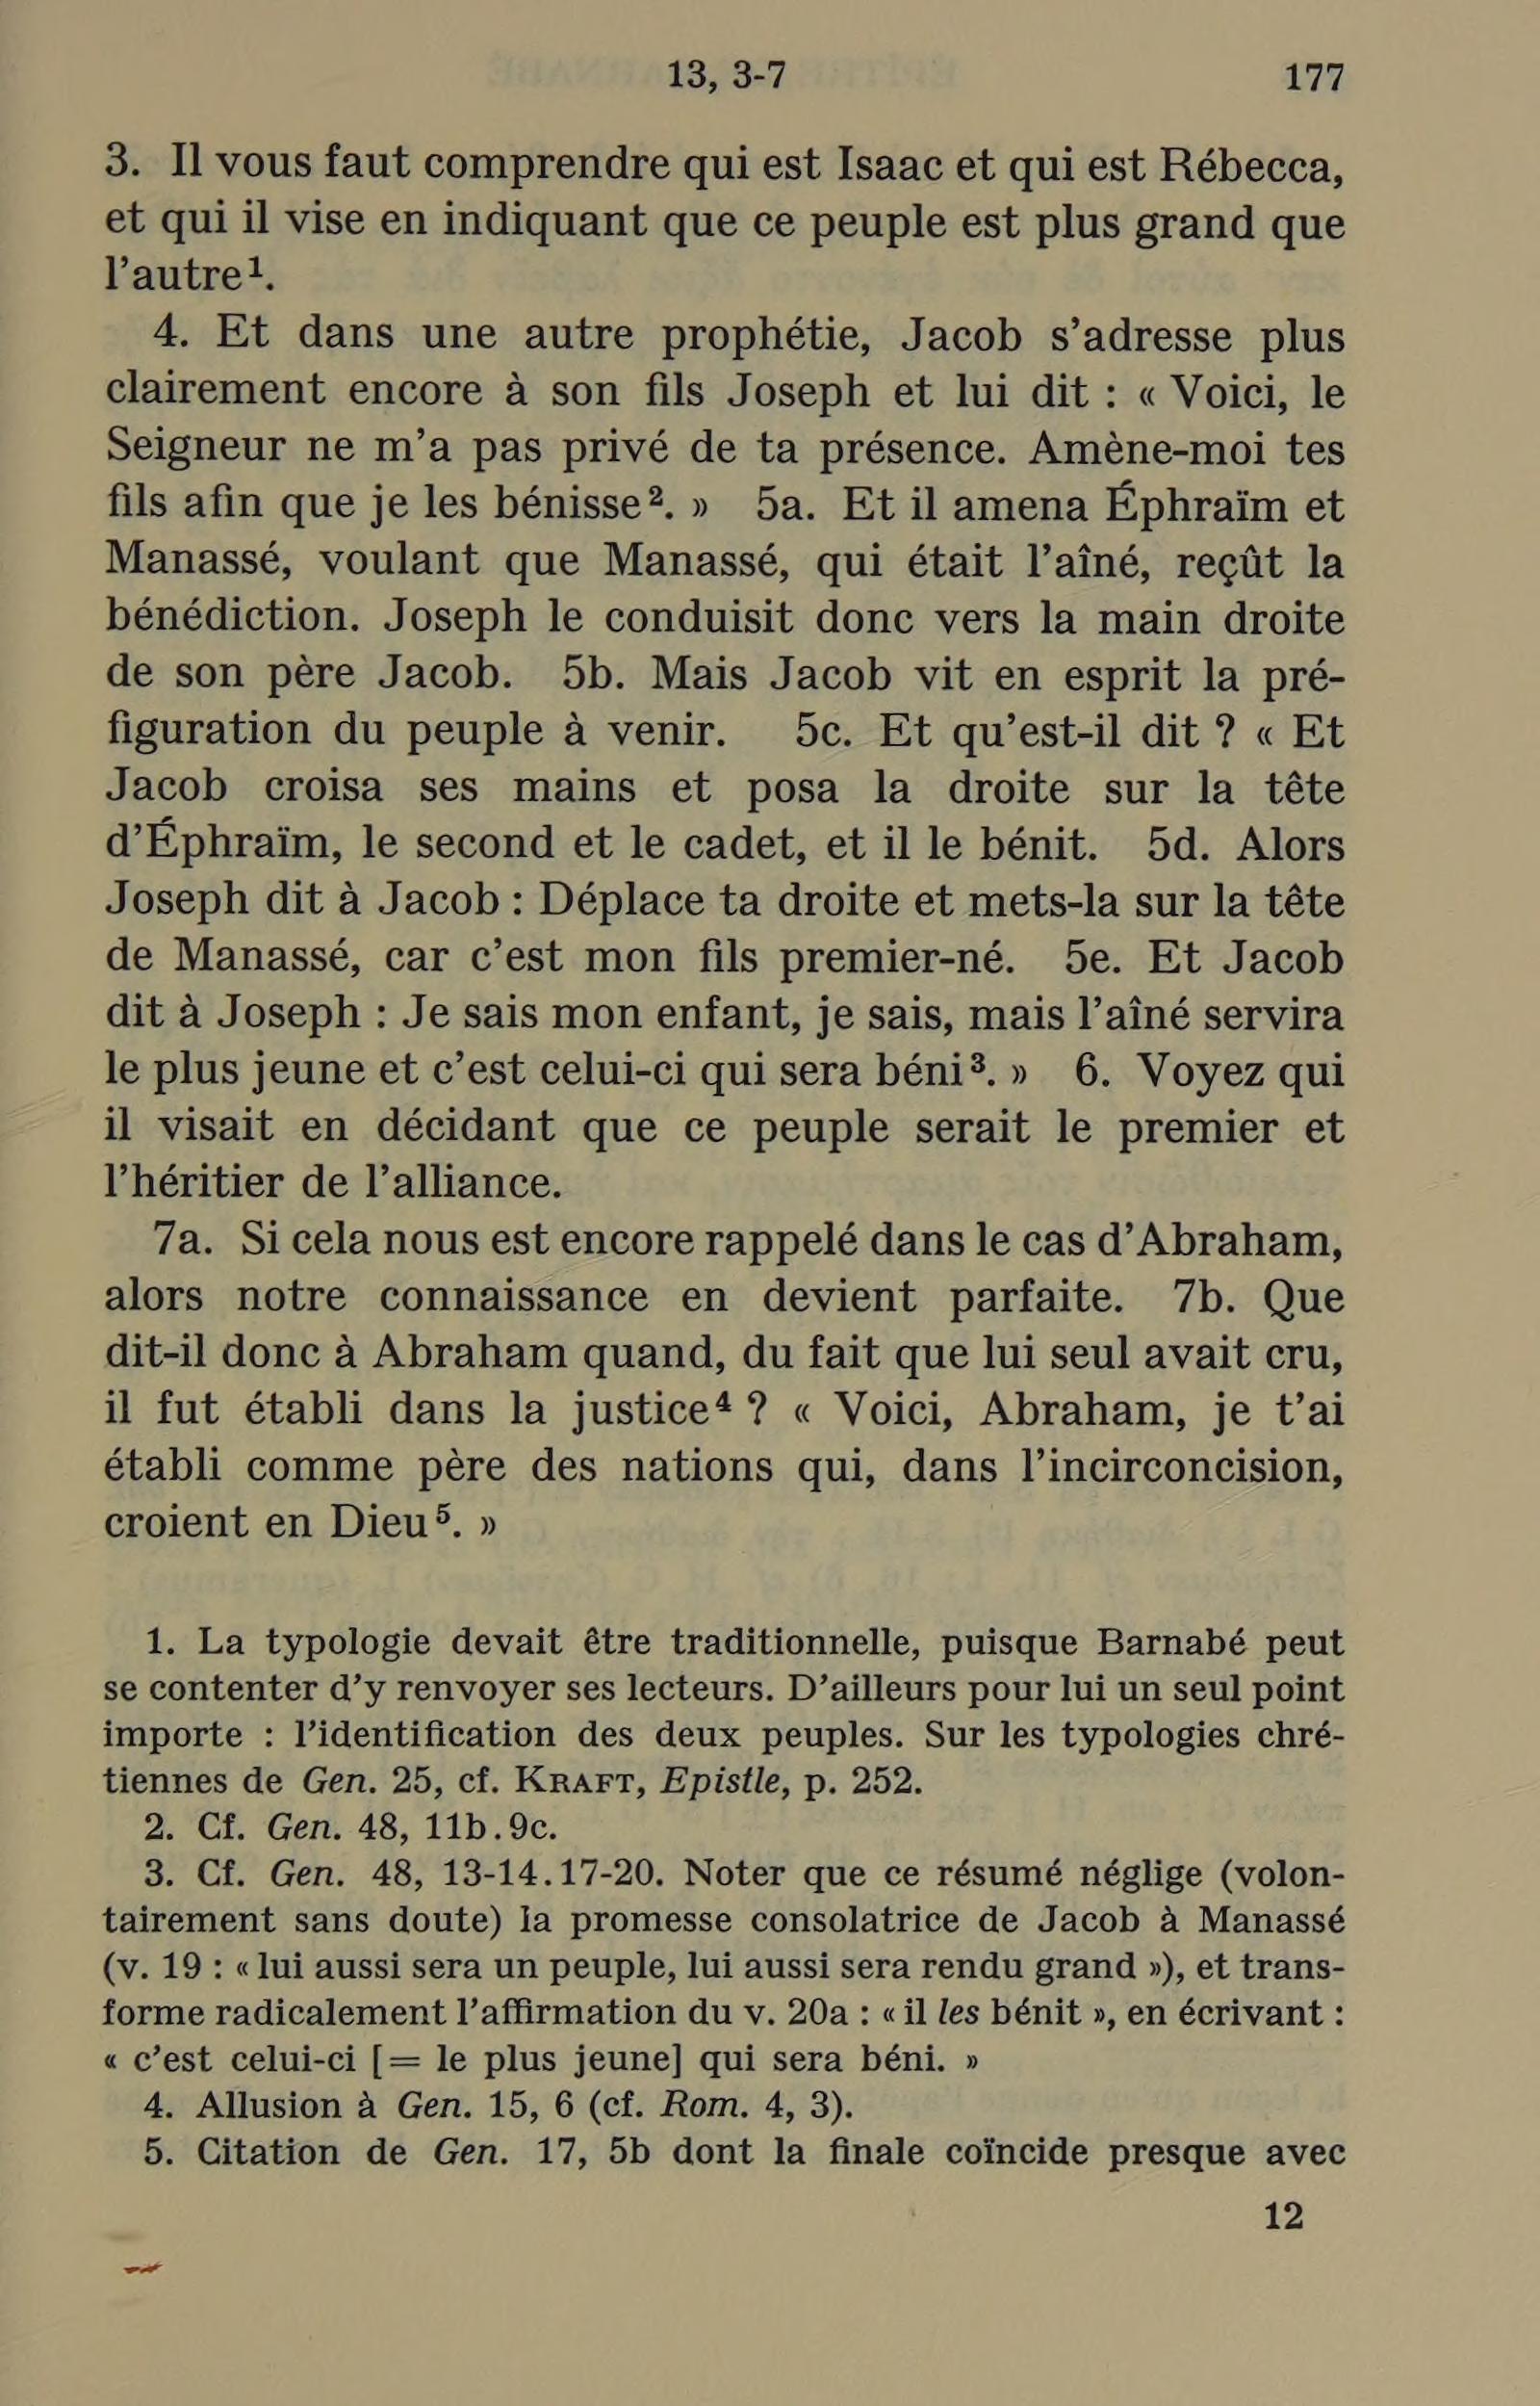 13, 3-7 177
3. Il vous faut comprendre qui est Isaac et qui est Rébecca,
et qui il vise en indiquant que ce peuple est plus grand que
l’autre¹.
4. Et dans une autre prophétie, Jacob s’adresse plus
clairement encore à son fils Joseph et lui dit : « Voici, le
Seigneur ne m’a pas privé de ta présence. Amène-moi tes
fils afin que je les bénisse². » 5a. Et il amena Éphraïm et
Manassé, voulant que Manassé, qui était l’aîné, reçût la
bénédiction. Joseph le conduisit donc vers la main droite
de son père Jacob. 5b. Mais Jacob vit en esprit la pré-
figuration du peuple à venir. 5c. Et qu’est-il dit ? « Et
Jacob croisa ses mains et posa la droite sur la tête
d’Éphraïm, le second et le cadet, et il le bénit. 5d. Alors
Joseph dit à Jacob : Déplace ta droite et mets-la sur la tête
de Manassé, car c’est mon fils premier-né. 5e. Et Jacob
dit à Joseph : Je sais mon enfant, je sais, mais l’aîné servira
le plus jeune et c’est celui-ci qui sera béni³. » 6. Voyez qui
il visait en décidant que ce peuple serait le premier et
l’héritier de l’alliance.
7a. Si cela nous est encore rappelé dans le cas d’Abraham,
alors notre connaissance en devient parfaite. 7b. Que
dit-il donc à Abraham quand, du fait que lui seul avait cru,
il fut établi dans la justice⁴ ? « Voici, Abraham, je t’ai
établi comme père des nations qui, dans l’incirconcision,
croient en Dieu⁵. »
1. La typologie devait être traditionnelle, puisque Barnabé peut
se contenter d’y renvoyer ses lecteurs. D’ailleurs pour lui un seul point
importe : l’identification des deux peuples. Sur les typologies chré-
tiennes de Gen. 25, cf. KRAFT, Epistle, p. 252.
2. Cf. Gen. 48, 11b.9c.
3. Cf. Gen. 48, 13-14.17-20. Noter que ce résumé néglige (volon-
tairement sans doute) la promesse consolatrice de Jacob à Manassé
(v. 19 : « lui aussi sera un peuple, lui aussi sera rendu grand »), et trans-
forme radicalement l’affirmation du v. 20a : « il les bénit », en écrivant :
« c’est celui-ci [= le plus jeune] qui sera béni. »
4. Allusion à Gen. 15, 6 (cf. Rom. 4, 3).
5. Citation de Gen. 17, 5b dont la finale coïncide presque avec
12